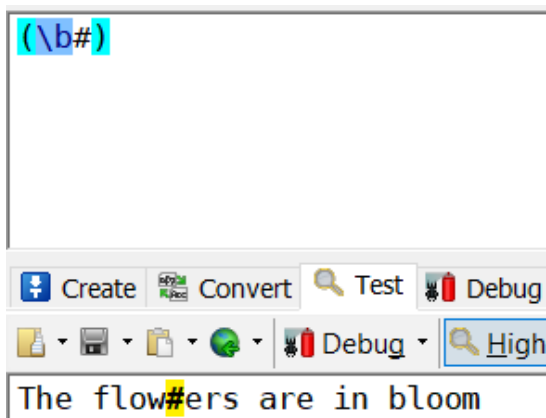 (\b#)
Create Convert Test Debug
Debug High
The flow#ers are in bloom